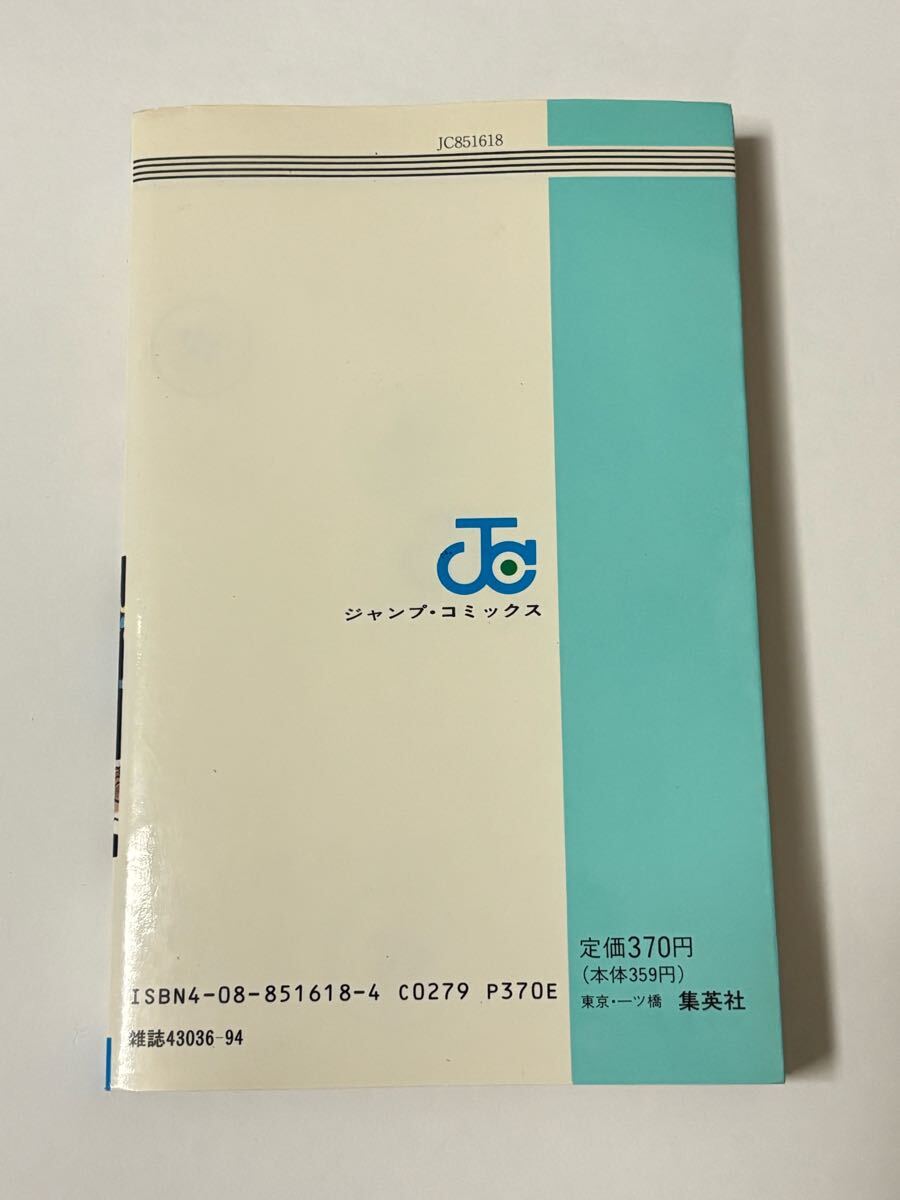 JC851618
JC
ジャンプ・コミックス
定価370円
(本体359円)
東京・一ツ橋 集英社
ISBN4-08-851618-4 C0279 P370E
雑誌43036-94